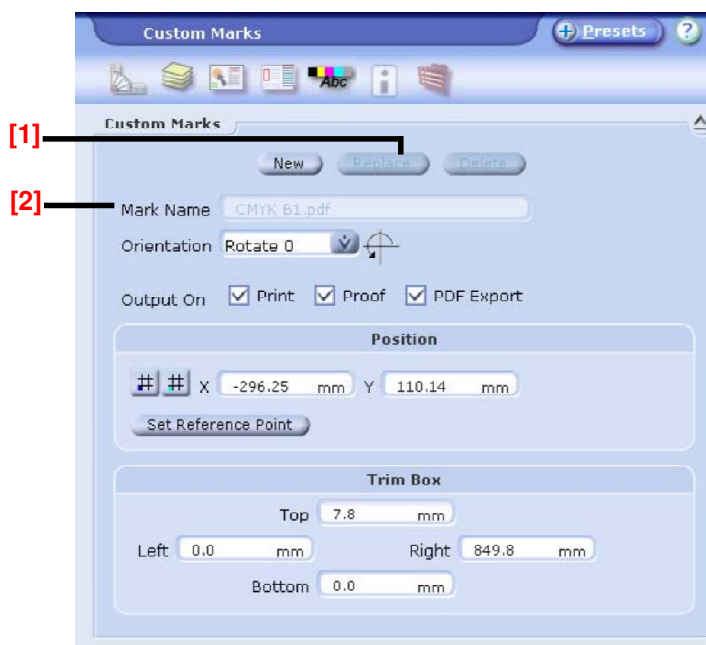 Custom Marks
Presets ?
Abc
Custom Marks
[1]
New Replace Delete
[2]
Mark Name CMYK B1.pdf
Orientation Rotate 0
Output On Print Proof PDF Export
Position
X -296.25 mm Y 110.14 mm
Set Reference Point
Trim Box
Top 7.8 mm
Left 0.0 mm Right 849.8 mm
Bottom 0.0 mm